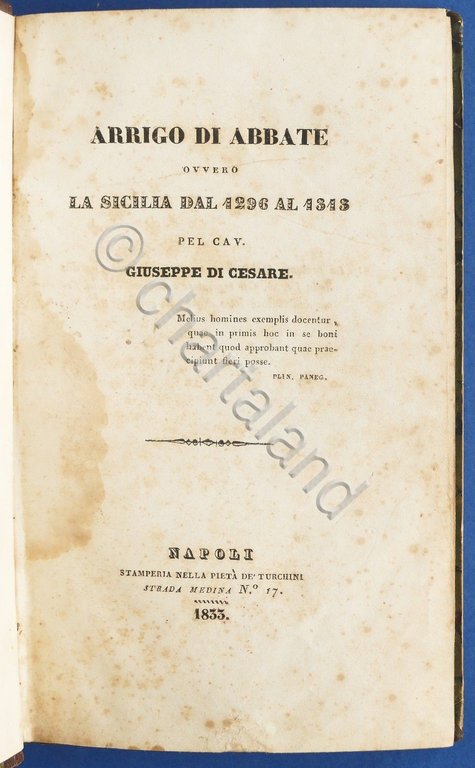 ARRIGO DI ABBATE
OVVERO
LA SICILIA DAL 1296 AL 1313
PEL CAV.
GIUSEPPE DI CESARE.
Melius homines exemplis docentur,
quae in primis hoc in se boni
habent quod approbant quae prae-
cipiunt fieri posse.
PLIN. PANEG.
NAPOLI
STAMPERIA NELLA PIETÀ DE' TURCHINI
STRADA MEDINA N.º 17.
1833.
© chartaland